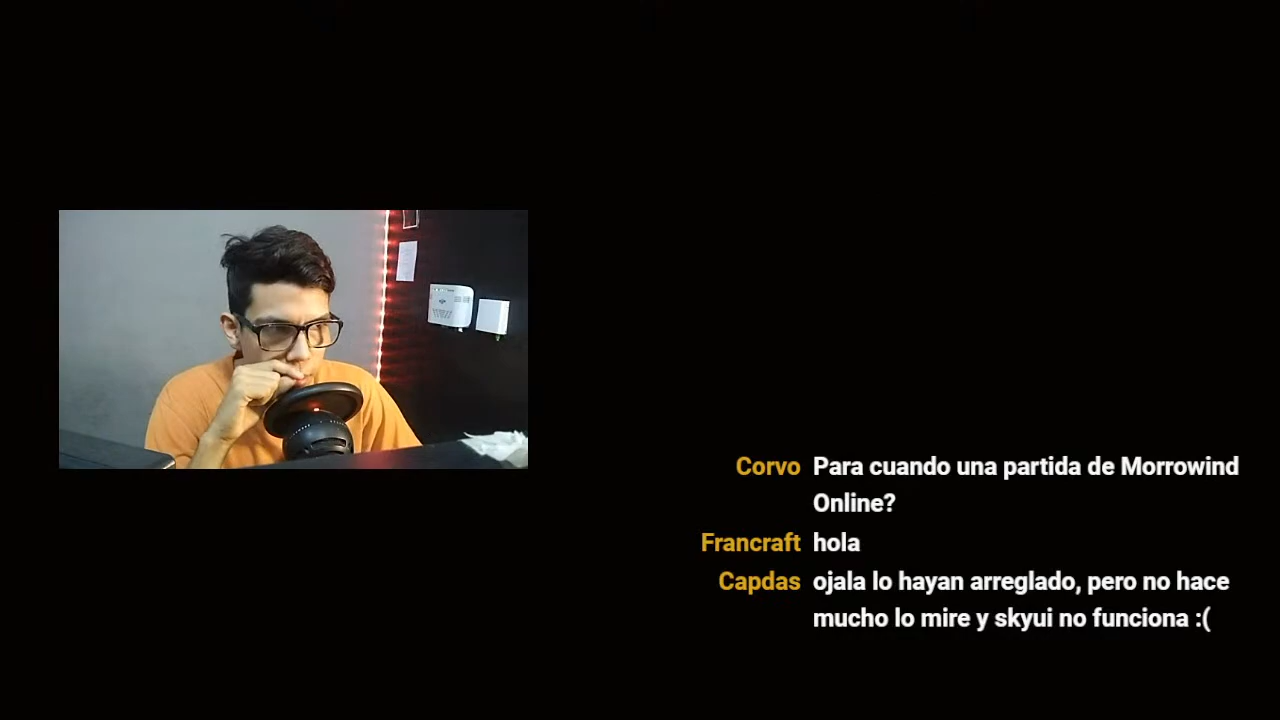 Corvo Para cuando una partida de Morrowind
Online?
Francraft hola
Capdas ojala lo hayan arreglado, pero no hace
mucho lo mire y skyui no funciona :(